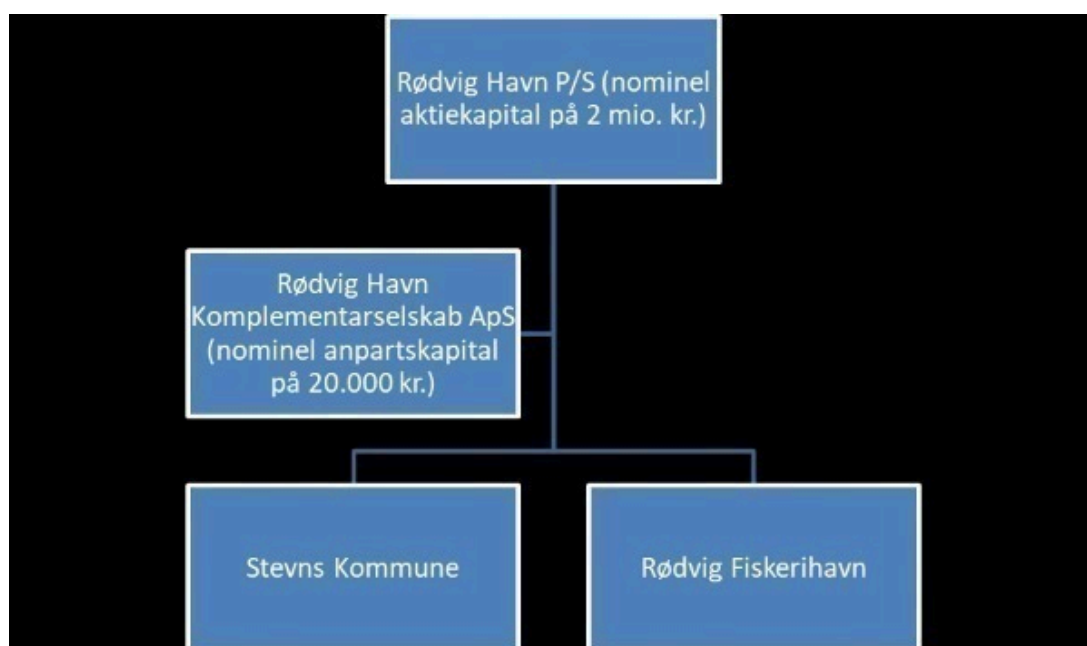 Rødvig Havn P/S (nominel
aktiekapital på 2 mio. kr.)
Rødvig Havn
Komplementarselskab ApS
(nominel anpartskapital
på 20.000 kr.)
Stevns Kommune
Rødvig Fiskerihavn